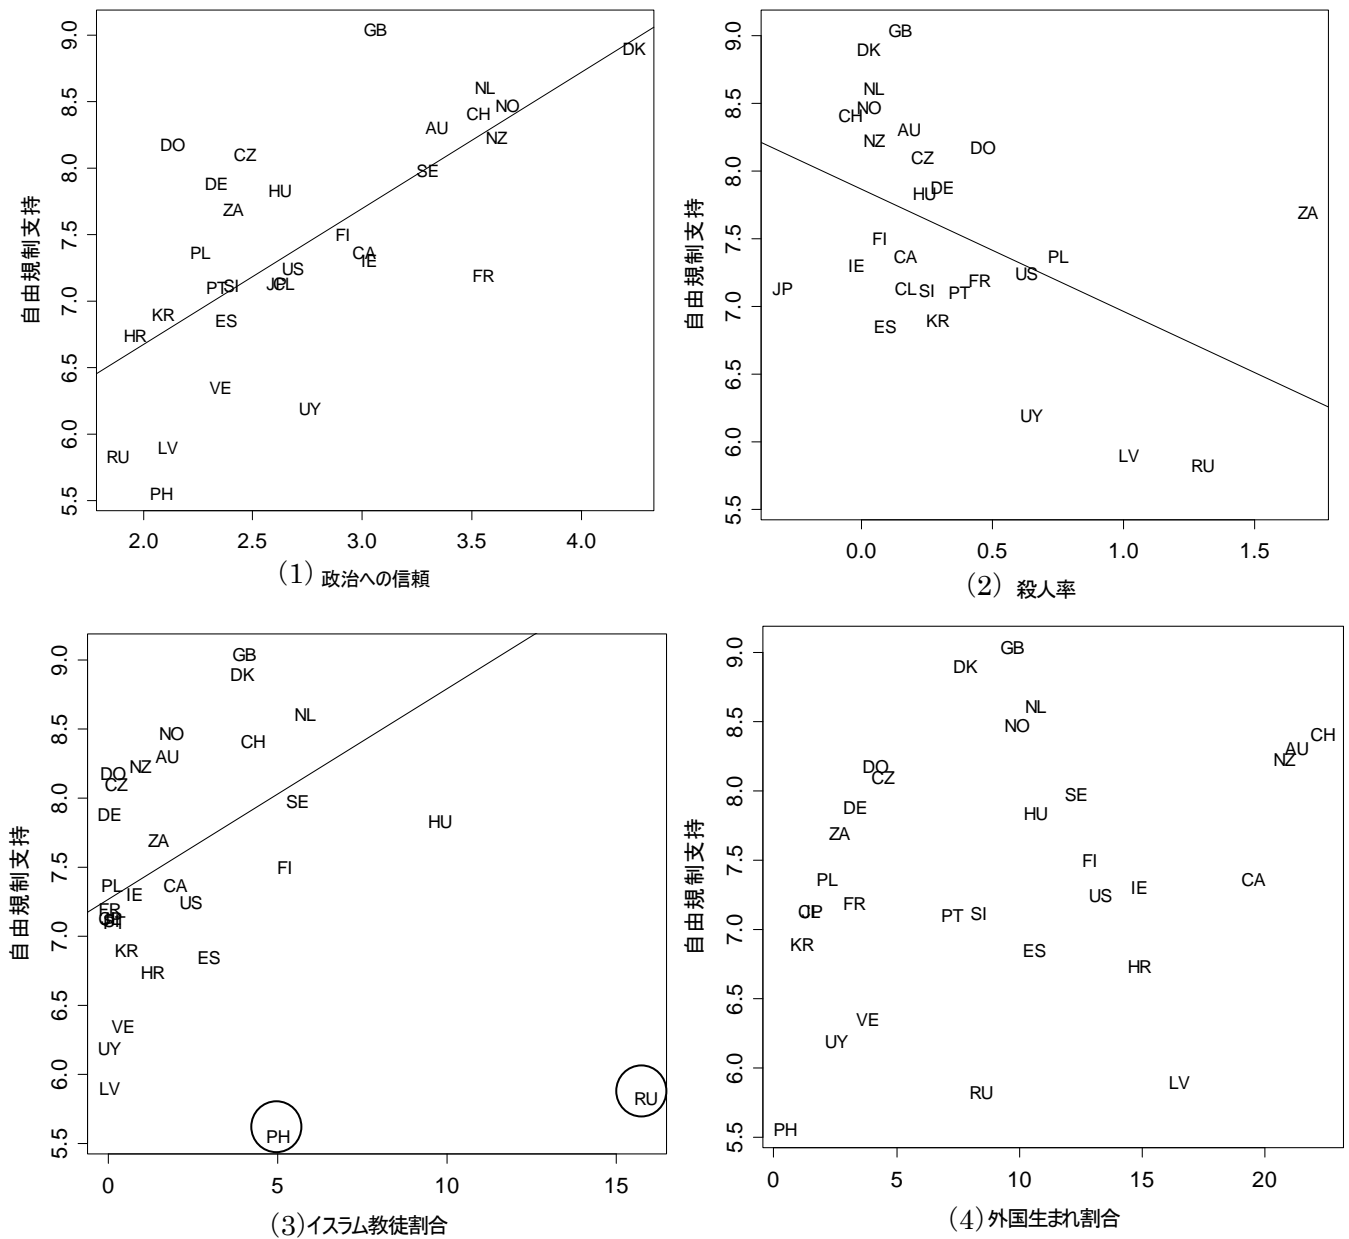 自由規制支持
9.0
8.5
8.0
7.5
7.0
6.5
6.0
5.5
GB
DK
NL
NO
CH
AU
NZ
DO
CZ
SE
DE
HU
ZA
FI
PL
CA
IE
US
FR
PT
SI
JP
CL
KR
ES
HR
VE
UY
LV
RU
PH
2.0 2.5 3.0 3.5 4.0
(1) 政治への信頼
自由規制支持
9.0
8.5
8.0
7.5
7.0
6.5
6.0
5.5
GB
DK
NL
NO
CH
AU
NZ
DO
CZ
DE
HU
ZA
FI
CA
PL
IE
US
FR
JP
CL
SI
PT
KR
ES
UY
LV
RU
0.0 0.5 1.0 1.5
(2) 殺人率
自由規制支持
9.0
8.5
8.0
7.5
7.0
6.5
6.0
5.5
GB
DK
NL
NO
CH
AU
NZ
DO
CZ
SE
DE
HU
ZA
FI
PL
CA
IE
US
FR
PT
KR
ES
HR
VE
UY
LV
RU
PH
0 5 10 15
(3) イスラム教徒割合
自由規制支持
9.0
8.5
8.0
7.5
7.0
6.5
6.0
5.5
GB
DK
NL
NO
CH
AU
NZ
DO
CZ
SE
DE
HU
ZA
FI
PL
CA
IE
US
FR
CL
JP
PT
SI
KR
ES
HR
VE
UY
LV
RU
PH
0 5 10 15 20
(4) 外国生まれ割合